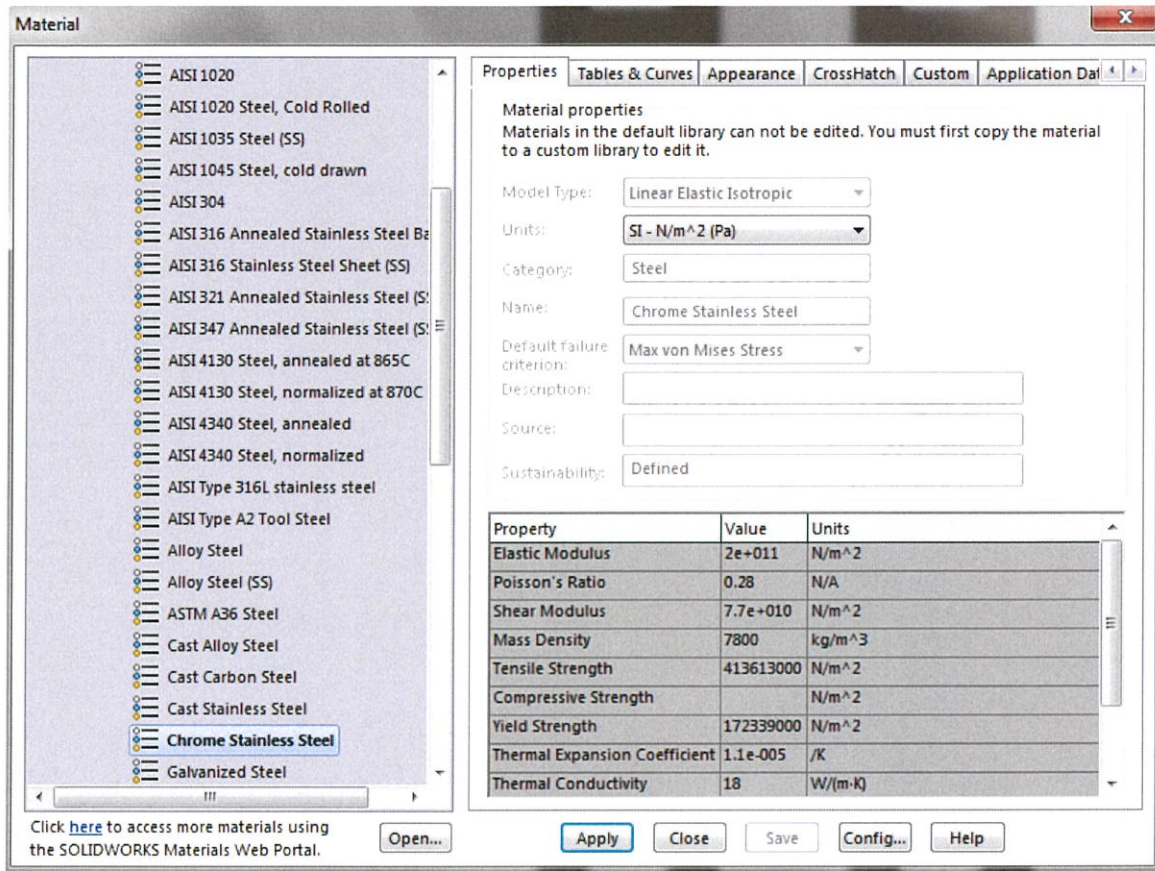 Material
AISI 1020
AISI 1020 Steel, Cold Rolled
AISI 1035 Steel (SS)
AISI 1045 Steel, cold drawn
AISI 304
AISI 316 Annealed Stainless Steel Ba
AISI 316 Stainless Steel Sheet (SS)
AISI 321 Annealed Stainless Steel (S
AISI 347 Annealed Stainless Steel (S
AISI 4130 Steel, annealed at 865C
AISI 4130 Steel, normalized at 870C
AISI 4340 Steel, annealed
AISI 4340 Steel, normalized
AISI Type 316L stainless steel
AISI Type A2 Tool Steel
Alloy Steel
Alloy Steel (SS)
ASTM A36 Steel
Cast Alloy Steel
Cast Carbon Steel
Cast Stainless Steel
Chrome Stainless Steel
Galvanized Steel
Click here to access more materials using
the SOLIDWORKS Materials Web Portal.
Open...
Properties Tables & Curves Appearance CrossHatch Custom Application Dat
Material properties
Materials in the default library can not be edited. You must first copy the material
to a custom library to edit it.
Model Type: Linear Elastic Isotropic
Units: SI - N/m^2 (Pa)
Category: Steel
Name: Chrome Stainless Steel
Default failure
criterion: Max von Mises Stress
Description:
Source:
Sustainability: Defined
Property Value Units
Elastic Modulus 2e+011 N/m^2
Poisson's Ratio 0.28 N/A
Shear Modulus 7.7e+010 N/m^2
Mass Density 7800 kg/m^3
Tensile Strength 413613000 N/m^2
Compressive Strength N/m^2
Yield Strength 172339000 N/m^2
Thermal Expansion Coefficient 1.1e-005 /K
Thermal Conductivity 18 W/(m·K)
Apply Close Save Config... Help